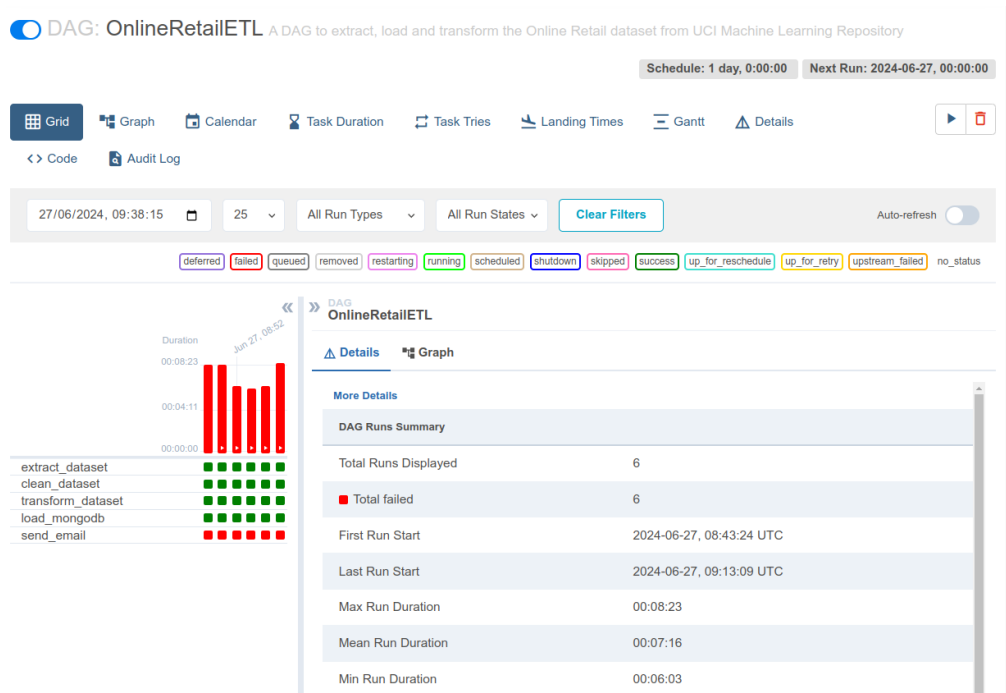 DAG: OnlineRetailETL A DAG to extract, load and transform the Online Retail dataset from UCI Machine Learning Repository
Schedule: 1 day, 0:00:00 Next Run: 2024-06-27, 00:00:00
Grid Graph Calendar Task Duration Task Tries Landing Times Gantt Details
Code Audit Log
27/06/2024, 09:38:15 25 All Run Types All Run States Clear Filters Auto-refresh
deferred failed queued removed restarting running scheduled shutdown skipped success up_for_reschedule up_for_retry upstream_failed no_status
DAG
OnlineRetailETL
Jun 27, 08:52
Duration
00:08:23
00:04:11
00:00:00
extract_dataset
clean_dataset
transform_dataset
load_mongodb
send_email
Details Graph
More Details
DAG Runs Summary
Total Runs Displayed 6
Total failed 6
First Run Start 2024-06-27, 08:43:24 UTC
Last Run Start 2024-06-27, 09:13:09 UTC
Max Run Duration 00:08:23
Mean Run Duration 00:07:16
Min Run Duration 00:06:03